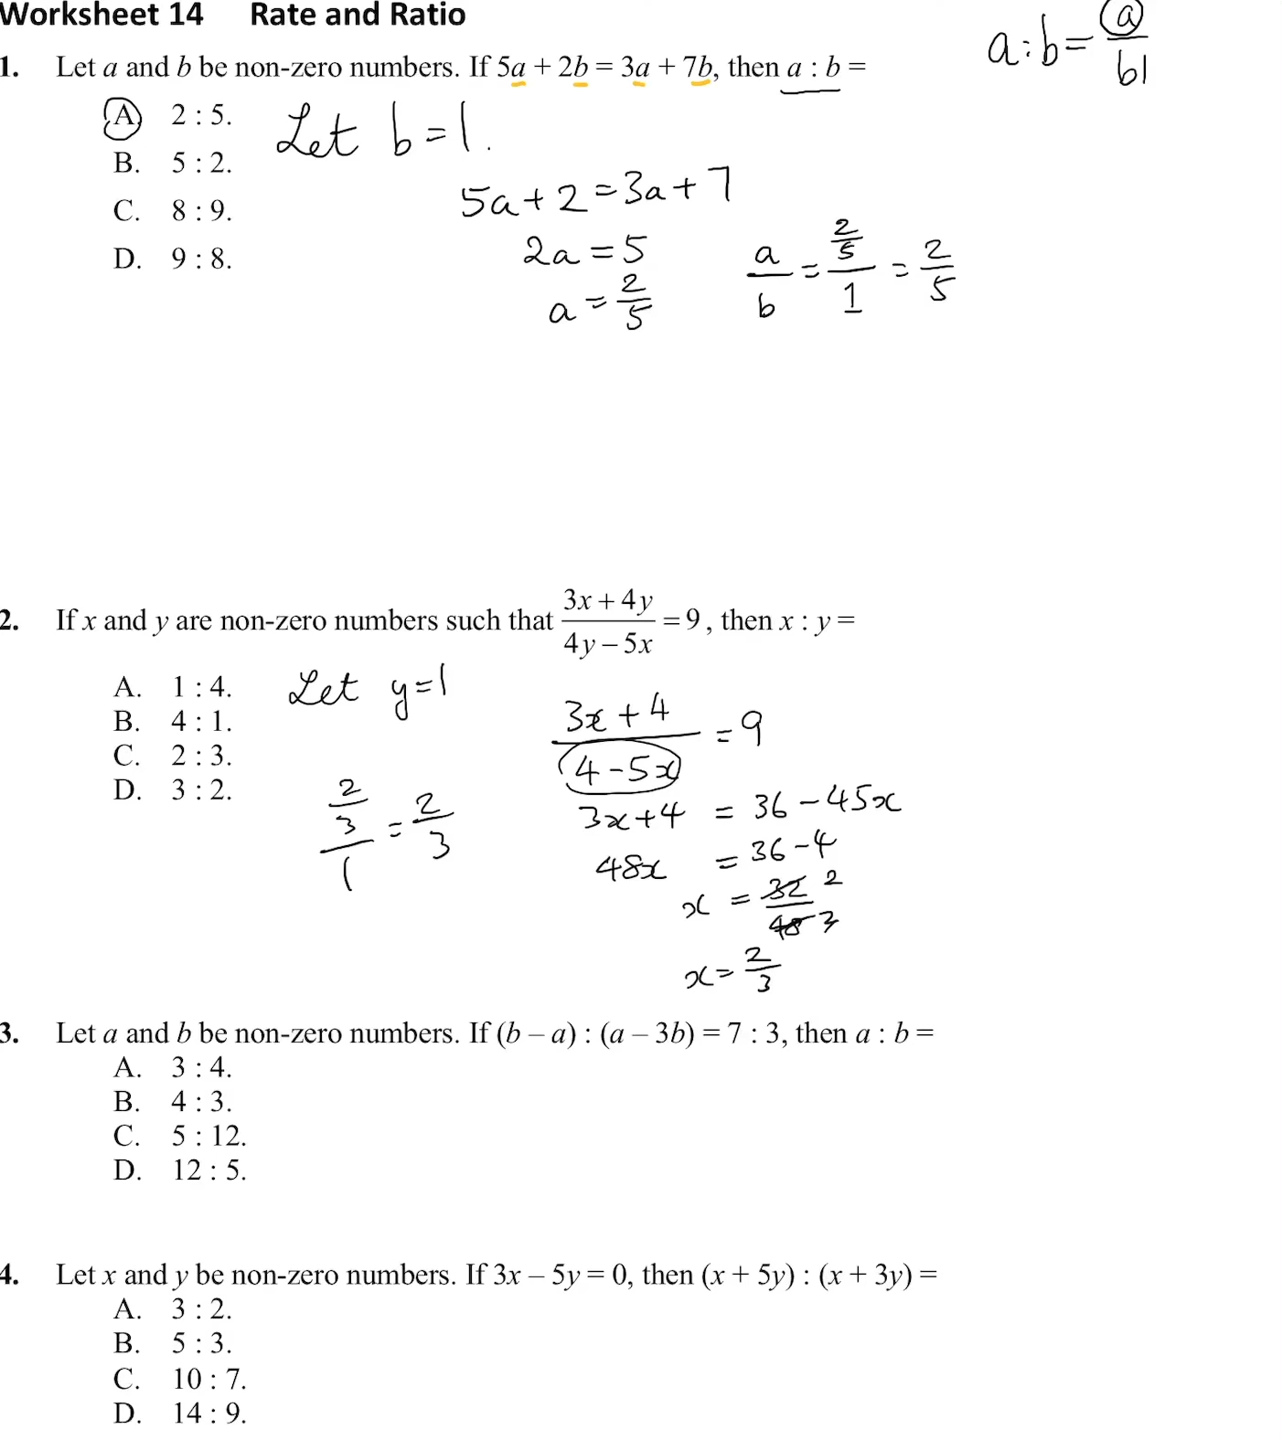 Worksheet 14 Rate and Ratio
a:b = a/b
1. Let a and b be non-zero numbers. If 5a + 2b = 3a + 7b, then a : b =
A. 2 : 5.
B. 5 : 2.
C. 8 : 9.
D. 9 : 8.
Let b = 1.
5a + 2 = 3a + 7
2a = 5
a = 2/5
a/b = (2/5)/1 = 2/5
2. If x and y are non-zero numbers such that (3x + 4y)/(4y – 5x) = 9, then x : y =
A. 1 : 4.
B. 4 : 1.
C. 2 : 3.
D. 3 : 2.
Let y = 1
(3x + 4)/(4 - 5x) = 9
3x + 4 = 36 - 45x
48x = 36 - 4
x = 32/48 2/3
x = 2/3
(2/3)/1 = 2/3
3. Let a and b be non-zero numbers. If (b – a) : (a – 3b) = 7 : 3, then a : b =
A. 3 : 4.
B. 4 : 3.
C. 5 : 12.
D. 12 : 5.
4. Let x and y be non-zero numbers. If 3x – 5y = 0, then (x + 5y) : (x + 3y) =
A. 3 : 2.
B. 5 : 3.
C. 10 : 7.
D. 14 : 9.